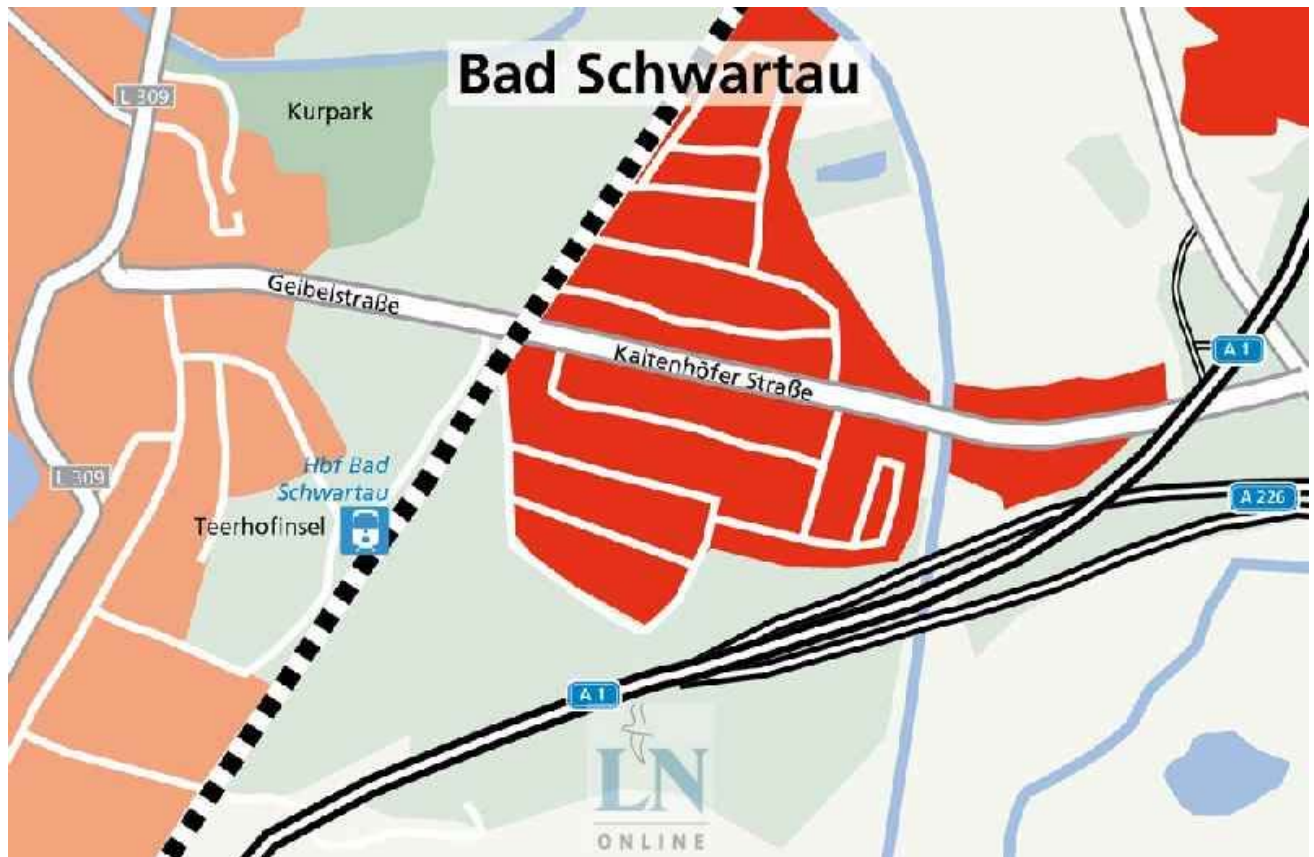 Bad Schwartau
L 309
Kurpark
Geibelstraße
Kaltenhöfer Straße
A 1
L 309
Hbf Bad
Schwartau
Teerhofinsel
A 226
A 1
LN
ONLINE